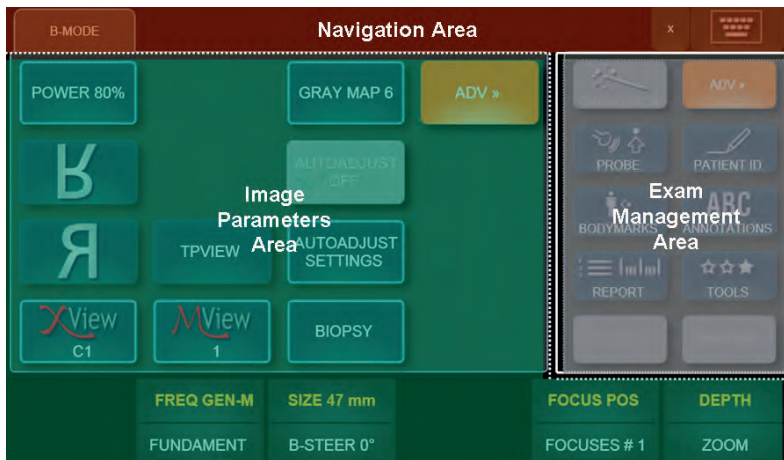 B-MODE
Navigation Area
x
POWER 80%
GRAY MAP 6
ADV »
ADV »
AUTOADJUST
OFF
PROBE
PATIENT ID
R
R
Image
Parameters
Area
Exam
Management
Area
TPVIEW
AUTOADJUST
SETTINGS
BODYMARKS
ABC
ANNOTATIONS
REPORT
TOOLS
XView
C1
MView
1
BIOPSY
FREQ GEN-M
SIZE 47 mm
FOCUS POS
DEPTH
FUNDAMENT
B-STEER 0°
FOCUSES # 1
ZOOM